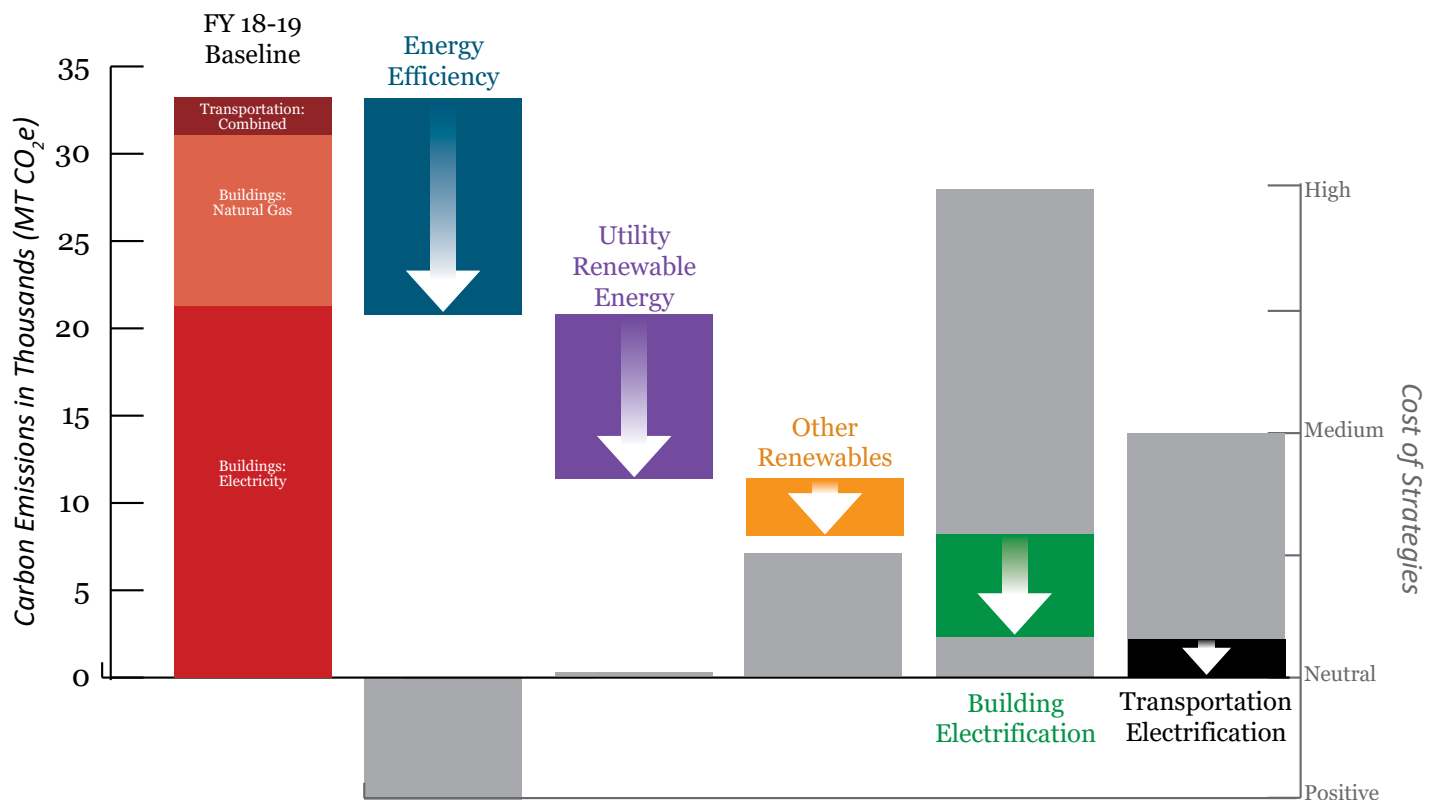 FY 18-19
Baseline
Energy
Efficiency
Utility
Renewable
Energy
Other
Renewables
Building
Electrification
Transportation
Electrification
Transportation:
Combined
Buildings:
Natural Gas
Buildings:
Electricity
Carbon Emissions in Thousands (MT CO₂e)
35
30
25
20
15
10
5
0
High
Medium
Neutral
Positive
Cost of Strategies